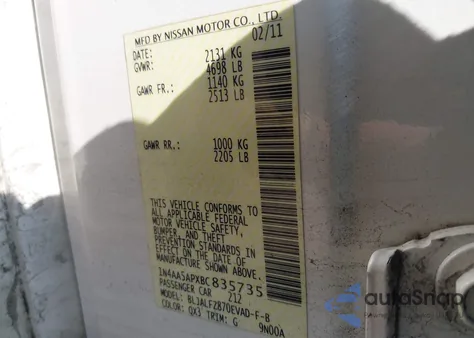 MFD BY NISSAN MOTOR CO., LTD.
DATE: 02/11
GVWR: 2131 KG
4698 LB
GAWR FR.: 1140 KG
2513 LB
GAWR RR.: 1000 KG
2205 LB
THIS VEHICLE CONFORMS TO
ALL APPLICABLE FEDERAL
MOTOR VEHICLE SAFETY,
BUMPER, AND THEFT
PREVENTION STANDARDS IN
EFFECT ON THE DATE OF
MANUFACTURE SHOWN ABOVE.
1N4AA5APXBC835735
PASSENGER CAR Z12
MODEL: BLJALFZ870EVAD-F-B
COLOR: QX3 TRIM: G 9N00A
autoSnap